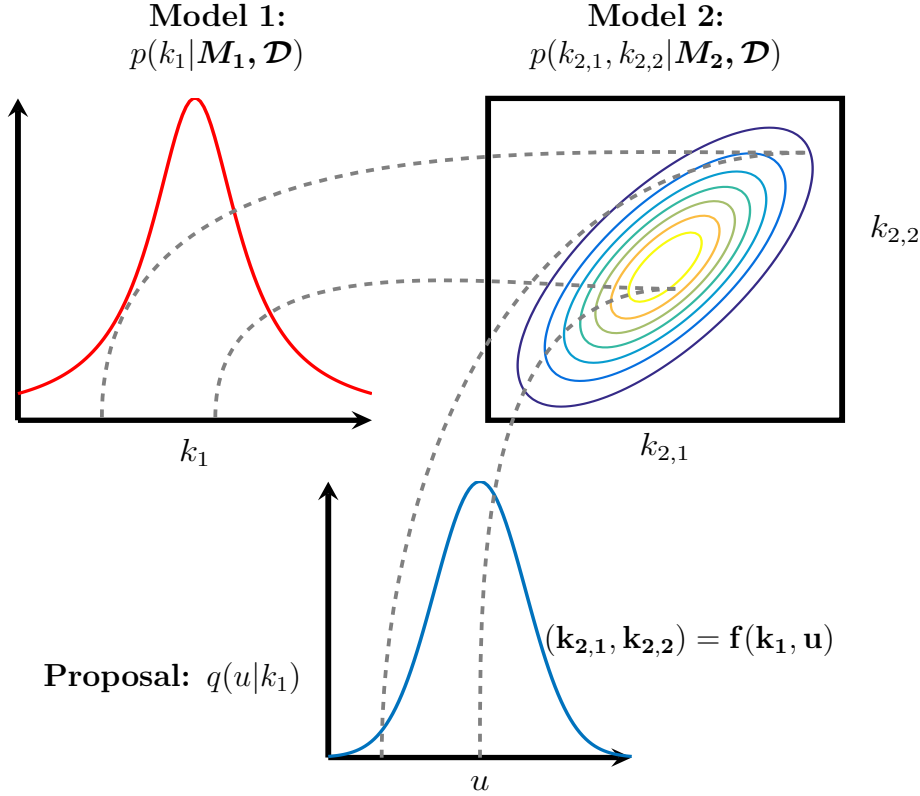 Model 1:
p(k₁|M₁, 𝓓)
Model 2:
p(k₂,₁, k₂,₂|M₂, 𝓓)
k₂,₂
k₁
k₂,₁
(k₂,₁, k₂,₂) = f(k₁, u)
Proposal: q(u|k₁)
u